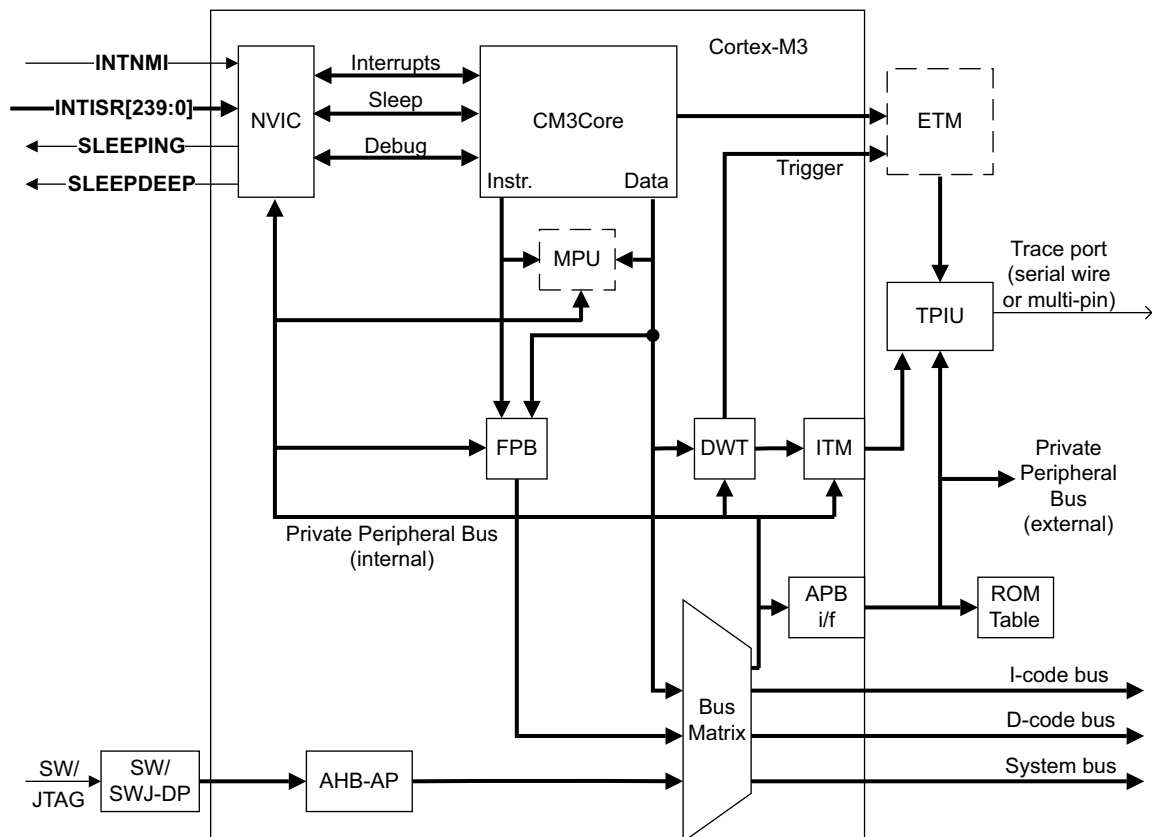 Cortex-M3
INTNMI
INTISR[239:0]
SLEEPING
SLEEPDEEP
NVIC
Interrupts
Sleep
Debug
CM3Core
Instr.
Data
ETM
Trigger
MPU
Trace port
(serial wire
or multi-pin)
TPIU
FPB
DWT
ITM
Private
Peripheral
Bus
(external)
Private Peripheral Bus
(internal)
APB
i/f
ROM
Table
Bus
Matrix
I-code bus
D-code bus
System bus
SW/
JTAG
SW/
SWJ-DP
AHB-AP